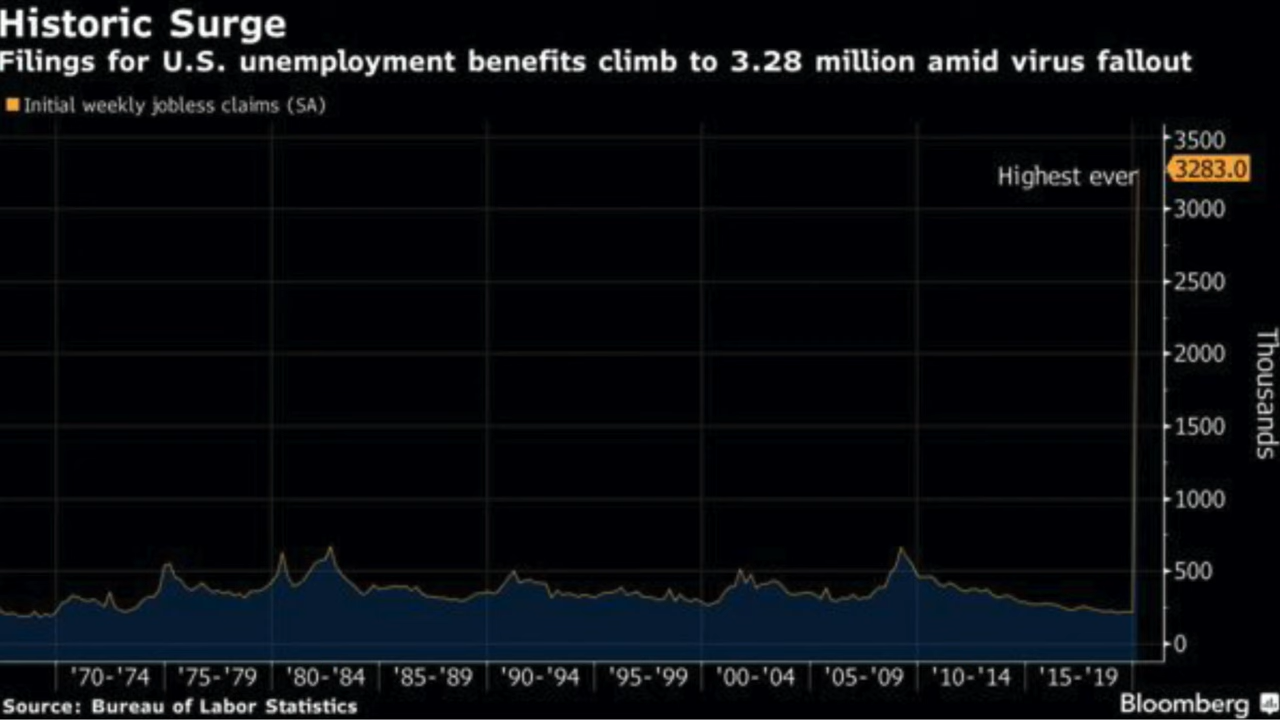 Historic Surge
Filings for U.S. unemployment benefits climb to 3.28 million amid virus fallout
Initial weekly jobless claims (SA)
3500
Highest ever
3283.0
3000
2500
2000
1500
1000
500
0
Thousands
'70-'74 '75-'79 '80-'84 '85-'89 '90-'94 '95-'99 '00-'04 '05-'09 '10-'14 '15-'19
Source: Bureau of Labor Statistics
Bloomberg